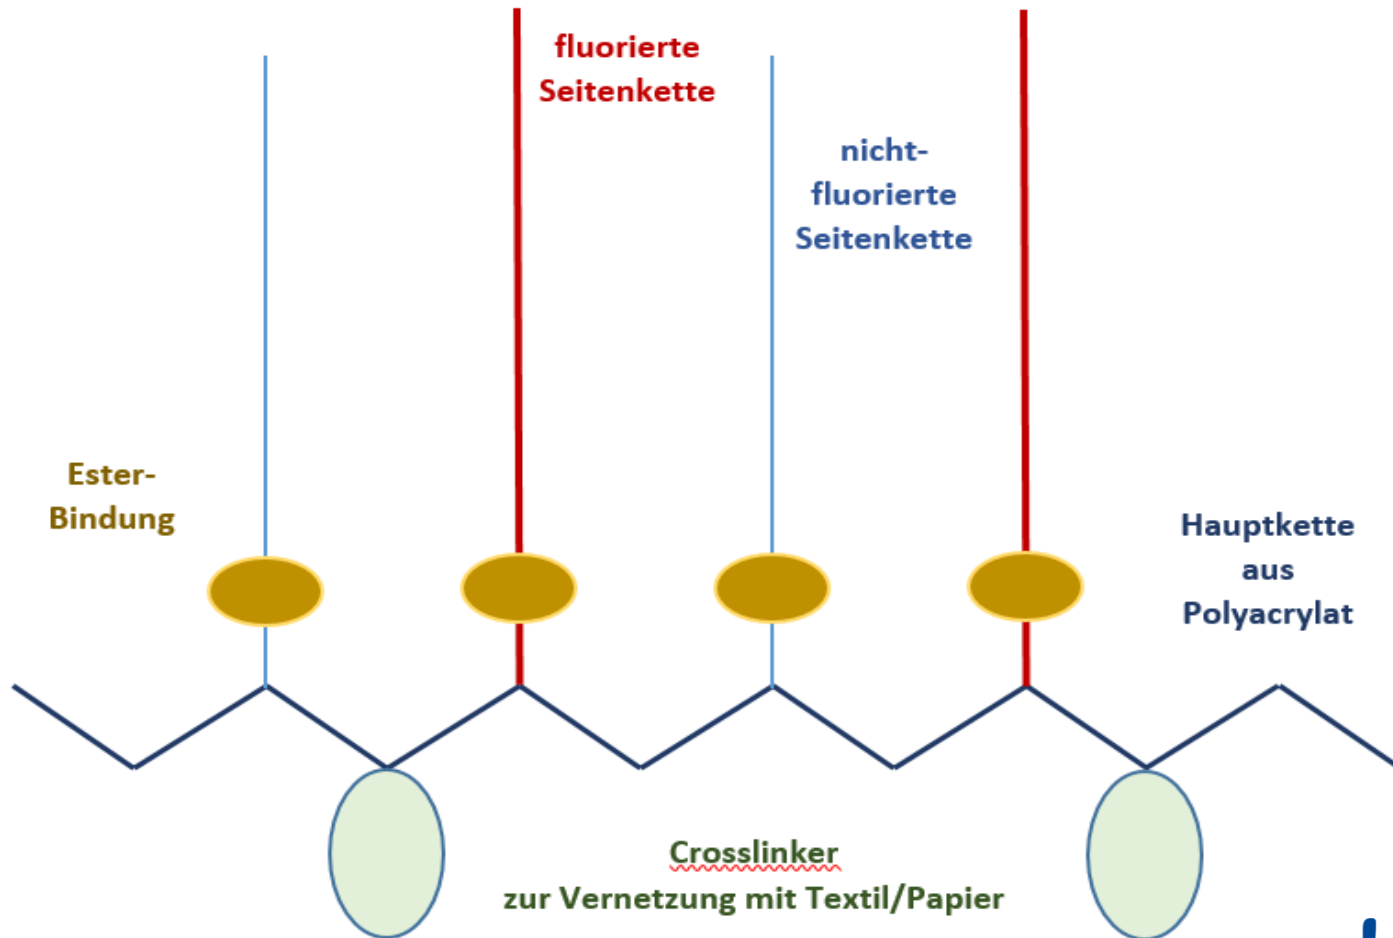 fluorierte
Seitenkette
nicht-
fluorierte
Seitenkette
Ester-
Bindung
Hauptkette
aus
Polyacrylat
Crosslinker
zur Vernetzung mit Textil/Papier